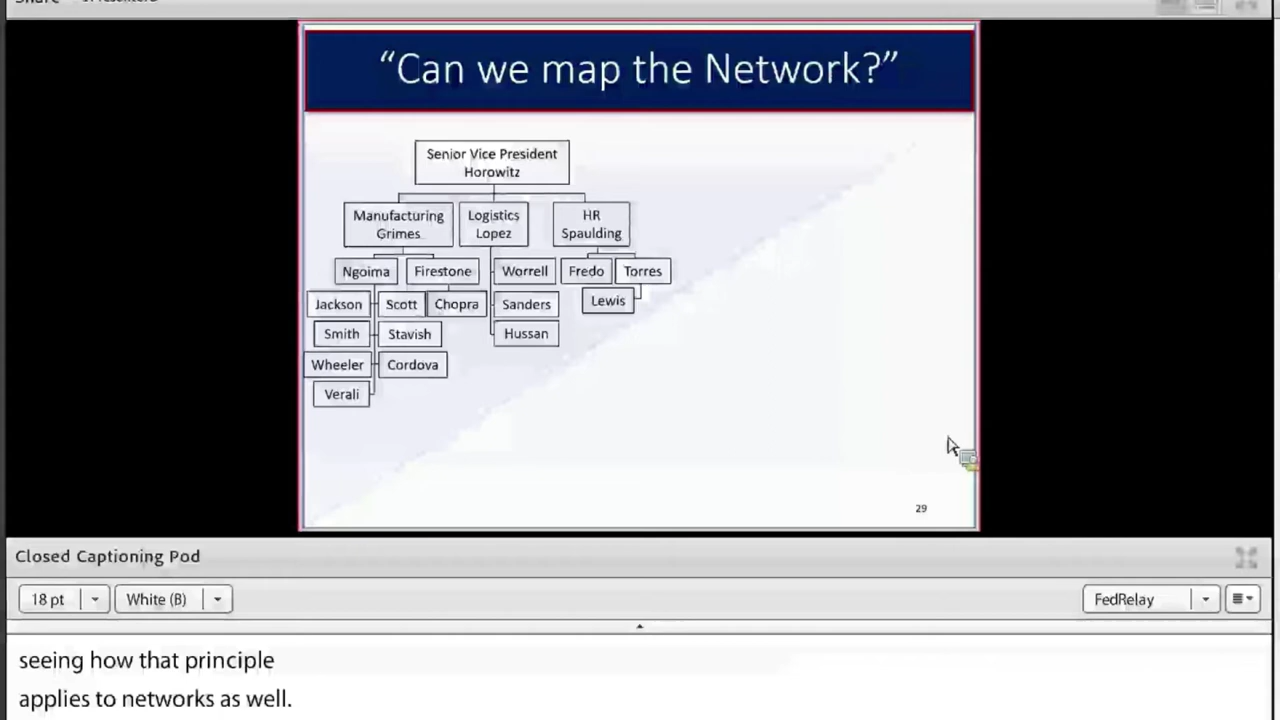 “Can we map the Network?”
Senior Vice President
Horowitz
Manufacturing
Grimes
Logistics
Lopez
HR
Spaulding
Ngoima
Firestone
Worrell
Fredo
Torres
Jackson
Scott
Chopra
Sanders
Lewis
Smith
Stavish
Hussan
Wheeler
Cordova
Verali
29
Closed Captioning Pod
18 pt
White (B)
FedRelay
seeing how that principle
applies to networks as well.